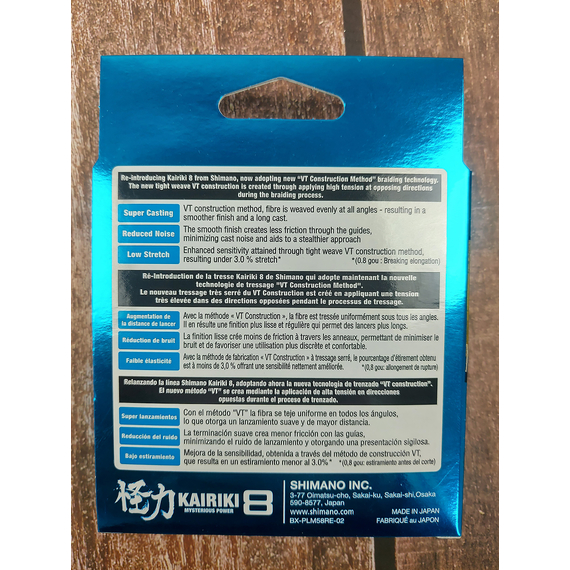 Re-introducing Kairiki 8 from Shimano, now adopting new "VT Construction Method" braiding technology.
The new tight weave VT construction is created through applying high tension at opposing directions
during the braiding process.
Super Casting
VT construction method, fibre is weaved evenly at all angles - resulting in a
smoother finish and a long cast.
Reduced Noise
The smooth finish creates less friction through the guides,
minimizing cast noise and aids to a stealthier approach
Low Stretch
Enhanced sensitivity attained through tight weave VT construction method,
resulting under 3.0 % stretch*
*(0.8 gou : Breaking elongation)
Ré-Introduction de la tresse Kairiki 8 de Shimano qui adopte maintenant la nouvelle
technologie de tressage "VT Construction Method".
Le nouveau tressage très serré du VT Construction est créé en appliquant une tension
très élevée dans des directions opposées pendant le processus de tressage.
Augmentation de
la distance de lancer
Avec la méthode « VT Construction », la fibre est tressée uniformément sous tous les angles.
Il en résulte une finition plus lisse et régulière qui permet des lancers plus longs.
Réduction de bruit
La finition lisse crée moins de friction à travers les anneaux, permettant de minimiser le
bruit et de favoriser une utilisation plus discrète et confortable.
Faible élasticité
Avec la méthode de fabrication « VT Construction » à tressage serré, le pourcentage d'étirement obtenu
est à moins de 3,0 % offrant une sensibilité nettement améliorée.
*(0,8 gou: allongement de rupture)
Relanzando la linea Shimano Kairiki 8, adoptando ahora la nueva tecnologia de trenzado "VT construction".
El nuevo método "VT" se crea mediante la aplicación de alta tensión en direcciones
opuestas durante el proceso de trenzado.
Super lanzamientos
Con el método "VT" la fibra se teje uniforme en todos los ángulos,
lo que otorga un lanzamiento suave y de mayor distancia.
Reducción del ruido
La terminación suave crea menor fricción con las guías,
minimizando el ruido de lanzamiento y otorgando una presentación sigilosa.
Bajo estiramiento
Mejora de la sensibilidad, obtenida a través del método de construcción VT,
que resulta en un estiramiento menor al 3.0%*
*(0,8 gou: estiramiento antes del corte)
怪力 KAIRIKI 8
MYSTERIOUS POWER
SHIMANO INC.
3-77 Oimatsu-cho, Sakai-ku, Sakai-shi,Osaka
590-8577, Japan
www.shimano.com
MADE IN JAPAN
BX-PLM58RE-02
FABRIQUÉ au JAPON